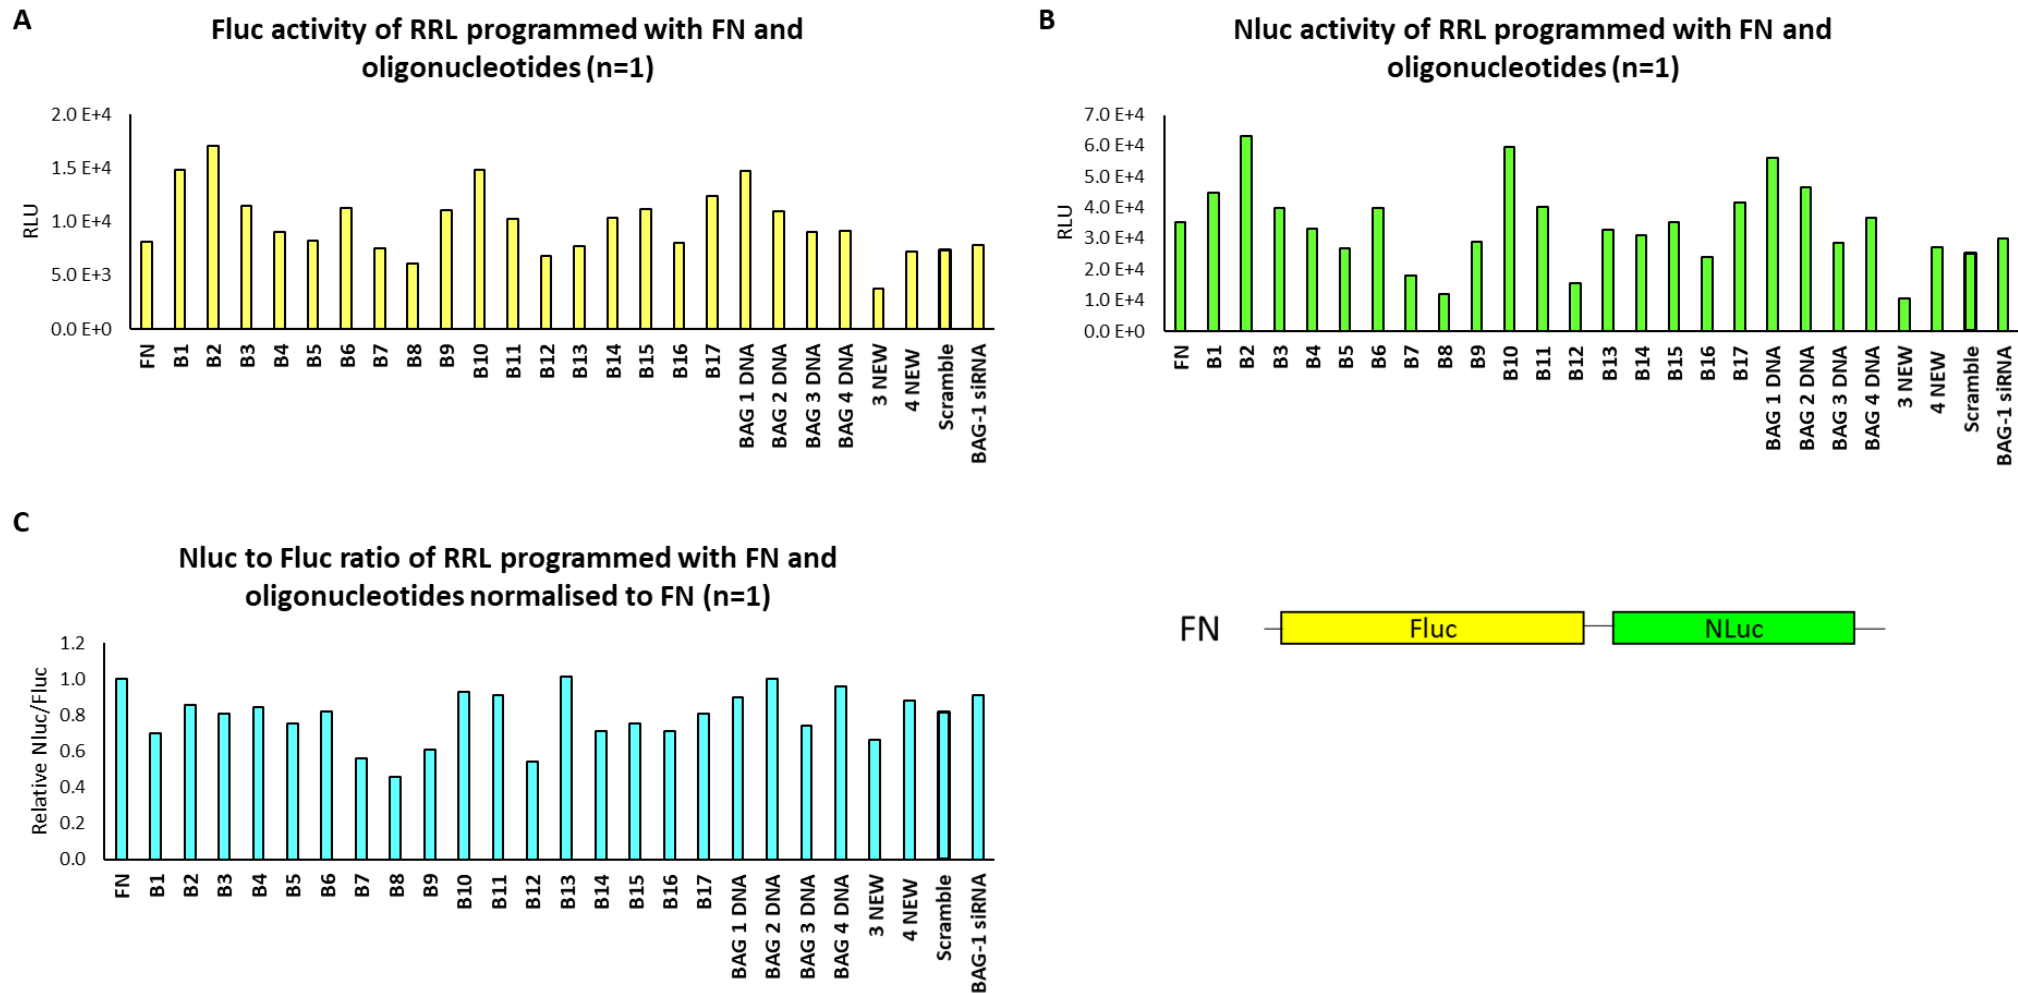 A
Fluc activity of RRL programmed with FN and
oligonucleotides (n=1)
2.0 E+4
1.5 E+4
1.0 E+4
5.0 E+3
0.0 E+0
RLU
FN
B1
B2
B3
B4
B5
B6
B7
B8
B9
B10
B11
B12
B13
B14
B15
B16
B17
BAG 1 DNA
BAG 2 DNA
BAG 3 DNA
BAG 4 DNA
3 NEW
4 NEW
Scramble
BAG-1 siRNA
B
Nluc activity of RRL programmed with FN and
oligonucleotides (n=1)
7.0 E+4
6.0 E+4
5.0 E+4
4.0 E+4
3.0 E+4
2.0 E+4
1.0 E+4
0.0 E+0
RLU
FN
B1
B2
B3
B4
B5
B6
B7
B8
B9
B10
B11
B12
B13
B14
B15
B16
B17
BAG 1 DNA
BAG 2 DNA
BAG 3 DNA
BAG 4 DNA
3 NEW
4 NEW
Scramble
BAG-1 siRNA
C
Nluc to Fluc ratio of RRL programmed with FN and
oligonucleotides normalised to FN (n=1)
1.2
1.0
0.8
0.6
0.4
0.2
0.0
Relative Nluc/Fluc
FN
B1
B2
B3
B4
B5
B6
B7
B8
B9
B10
B11
B12
B13
B14
B15
B16
B17
BAG 1 DNA
BAG 2 DNA
BAG 3 DNA
BAG 4 DNA
3 NEW
4 NEW
Scramble
BAG-1 siRNA
FN Fluc NLuc